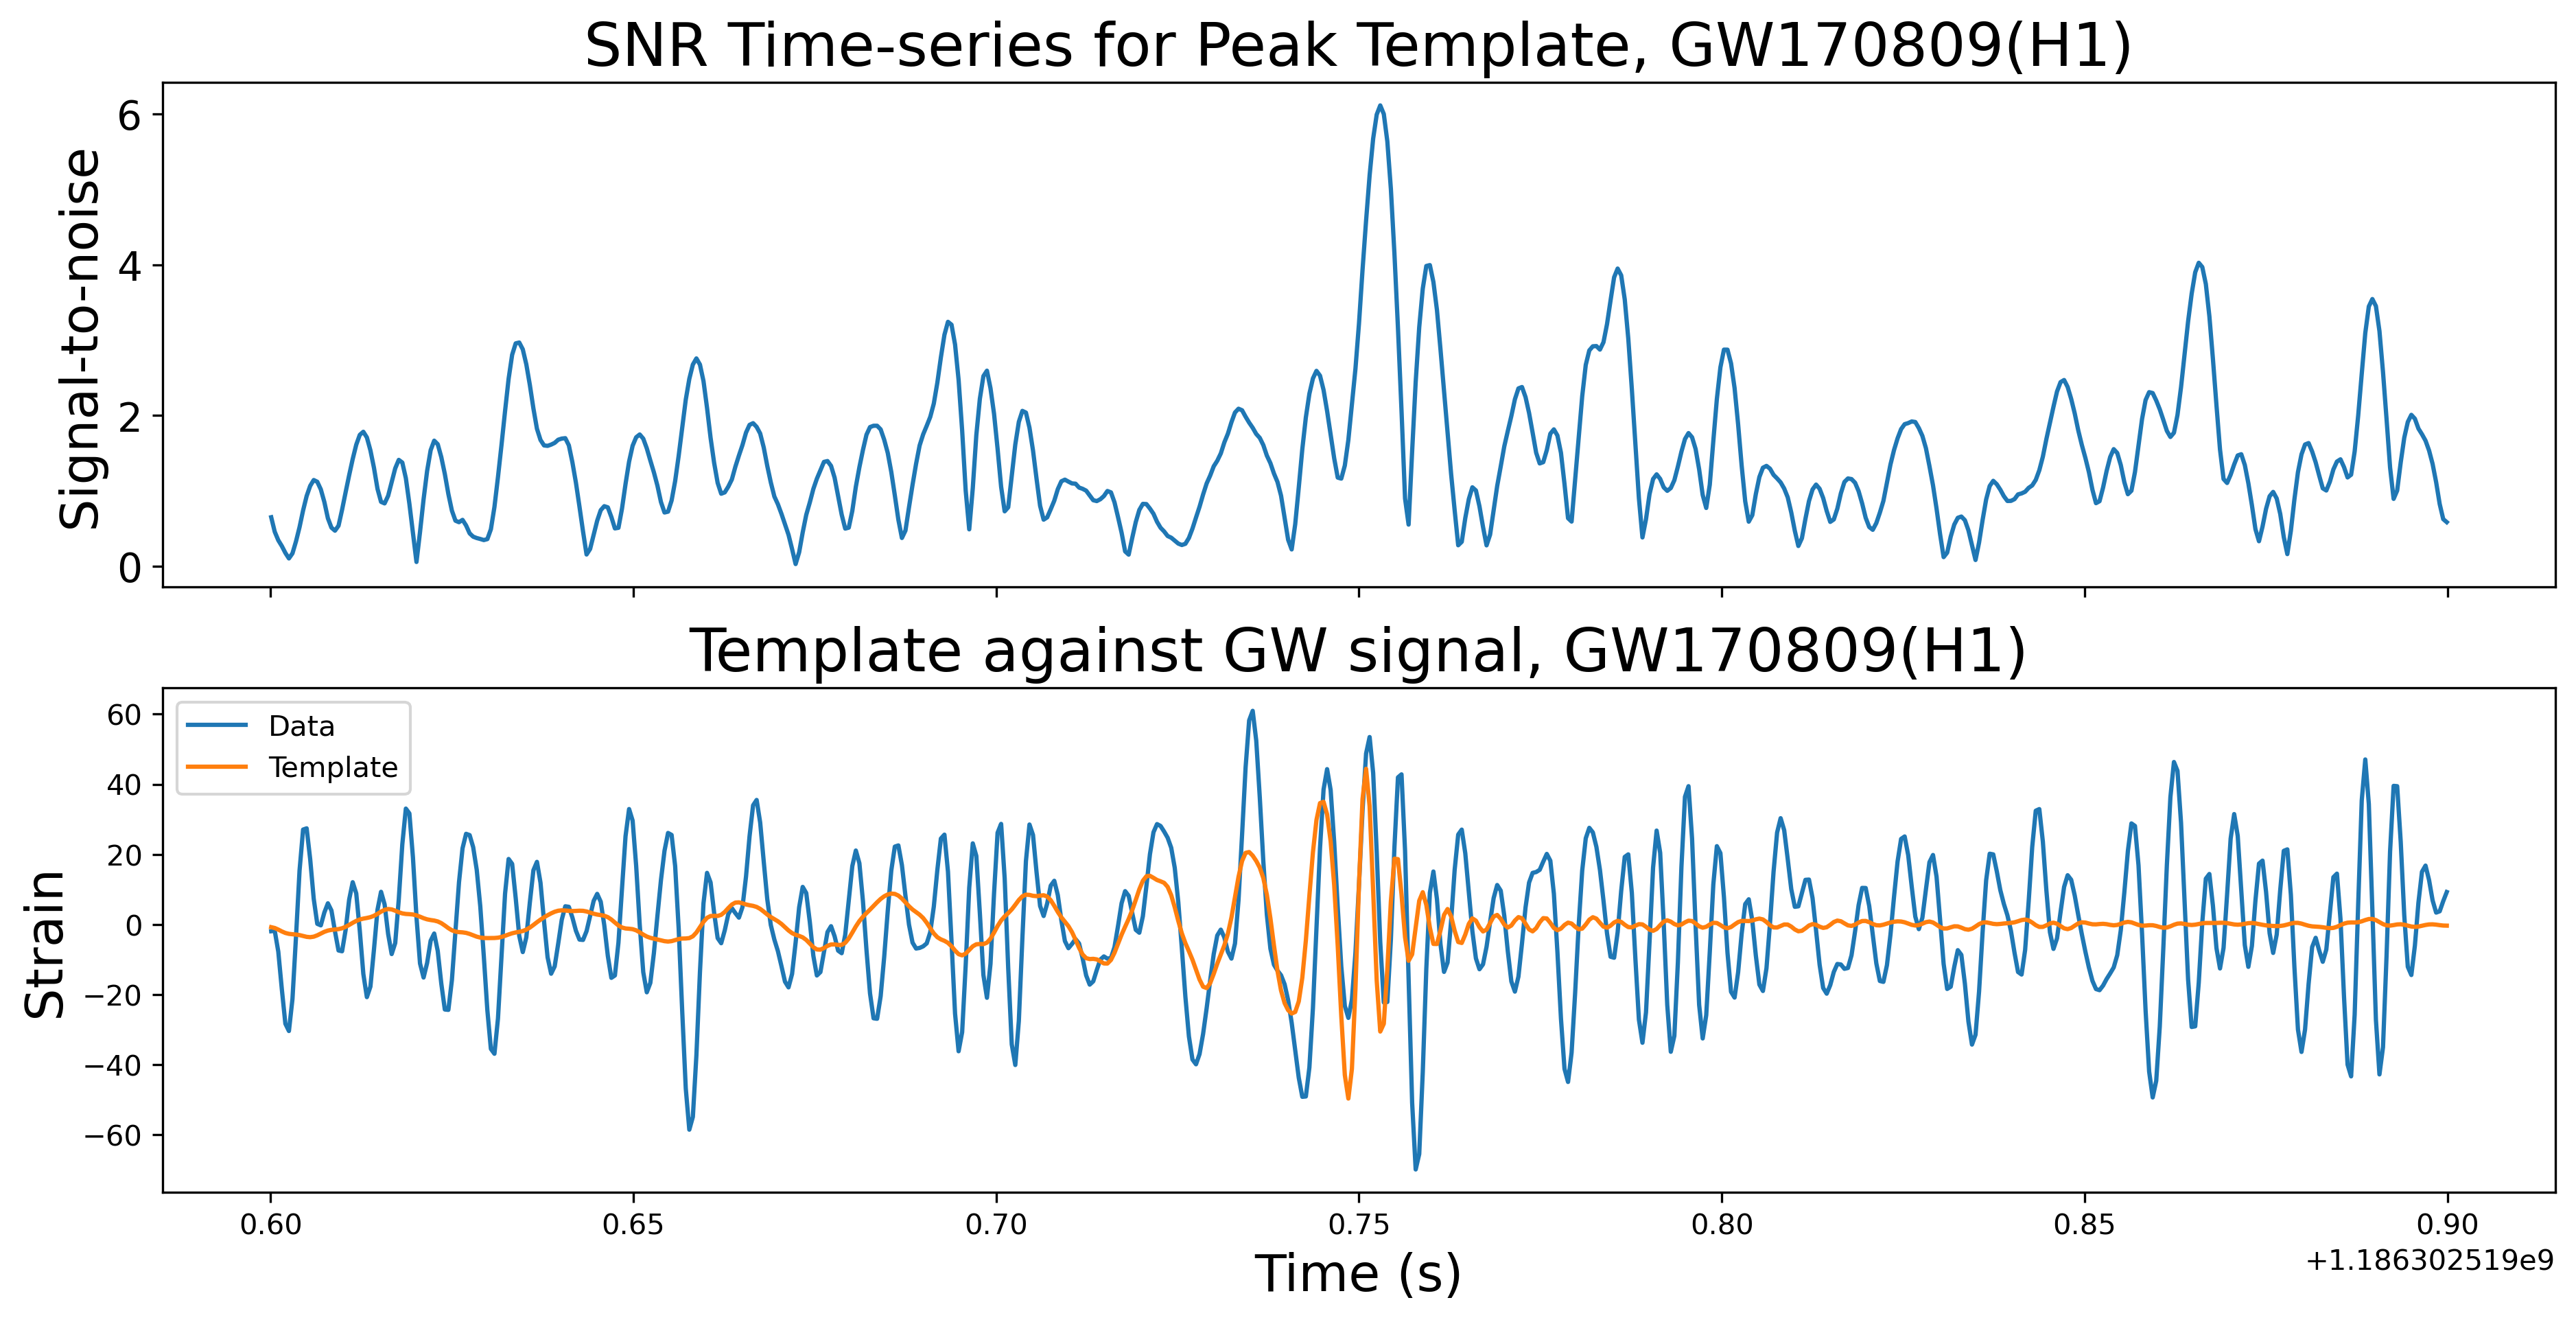 SNR Time-series for Peak Template, GW170809(H1)
Signal-to-noise
6
4
2
0
Template against GW signal, GW170809(H1)
Strain
60
40
20
0
−20
−40
−60
Data
Template
0.60 0.65 0.70 0.75 0.80 0.85 0.90
+1.186302519e9
Time (s)